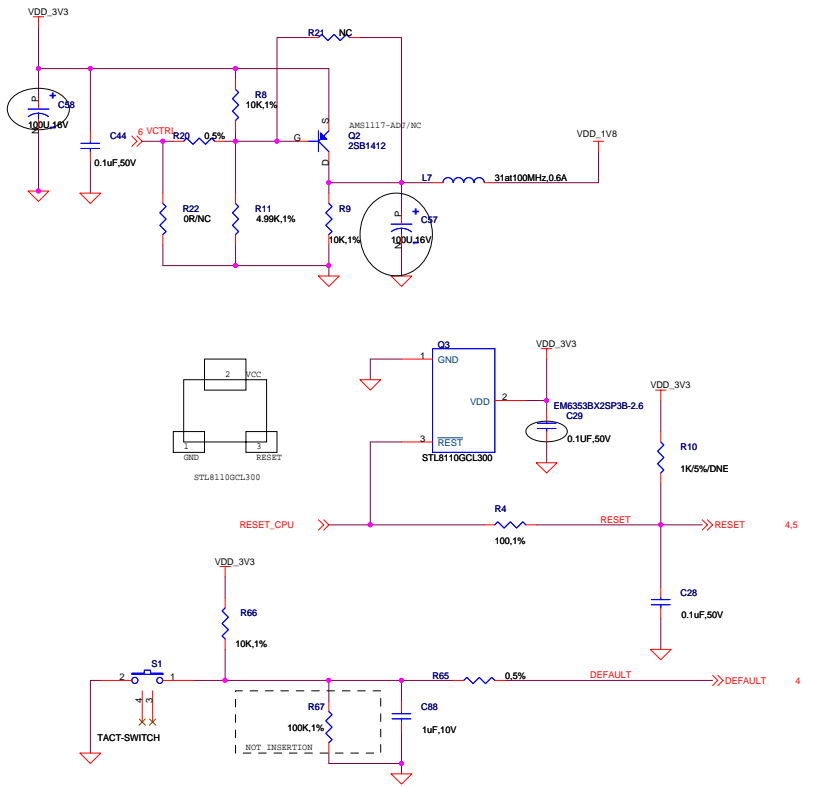 VDD_3V3
R21 NC
P
+
C58
100U,16V
N
C44
0.1uF,50V
6 VCTRL
R20 0,5%
R8
10K,1%
G
S
D
AMS1117-ADJ/NC
Q2
2SB1412
VDD_1V8
L7
31at100MHz,0.6A
R22
0R/NC
R11
4.99K,1%
R9
10K,1%
P
+
C57
100U,16V
N
2 VCC
1
GND
3
RESET
STL8110GCL300
Q3
1 GND
VDD 2
3 REST
STL8110GCL300
VDD_3V3
EM6353BX2SP3B-2.6
C29
0.1UF,50V
VDD_3V3
R10
1K/5%/DNE
RESET_CPU
R4
100,1%
RESET
RESET 4,5
C28
0.1uF,50V
VDD_3V3
R66
10K,1%
S1
2 1
4 3
TACT-SWITCH
R67
100K,1%
NOT INSERTION
C88
1uF,10V
R65 0,5%
DEFAULT
DEFAULT 4